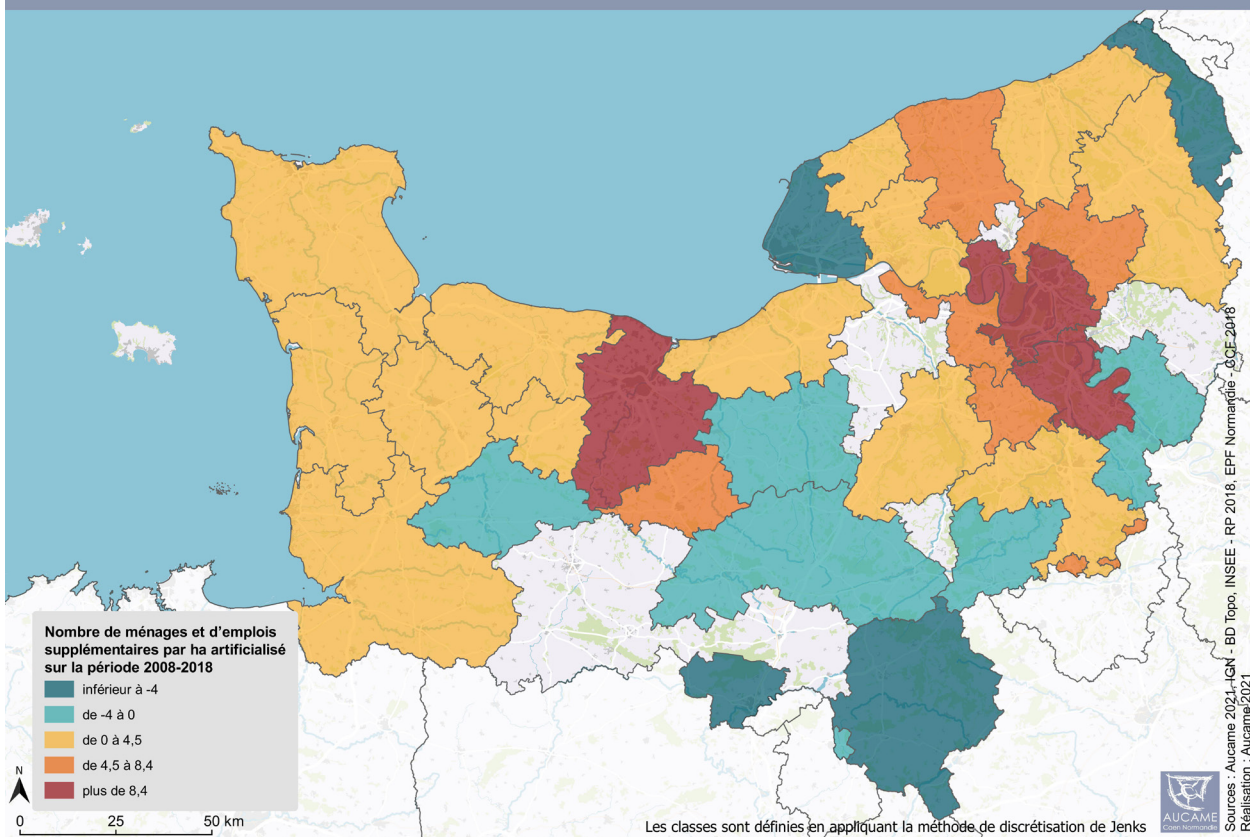 Nombre de ménages et d'emplois
supplémentaires par ha artificialisé
sur la période 2008-2018
inférieur à -4
de -4 à 0
de 0 à 4,5
de 4,5 à 8,4
plus de 8,4
N
0 25 50 km
Les classes sont définies en appliquant la méthode de discrétisation de Jenks
AUCAME
Caen Normandie
Sources : Aucame 2021, IGN - BD Topo, INSEE - RP 2018, EPF Normandie - CCF 2018
Réalisation : Aucame 2021